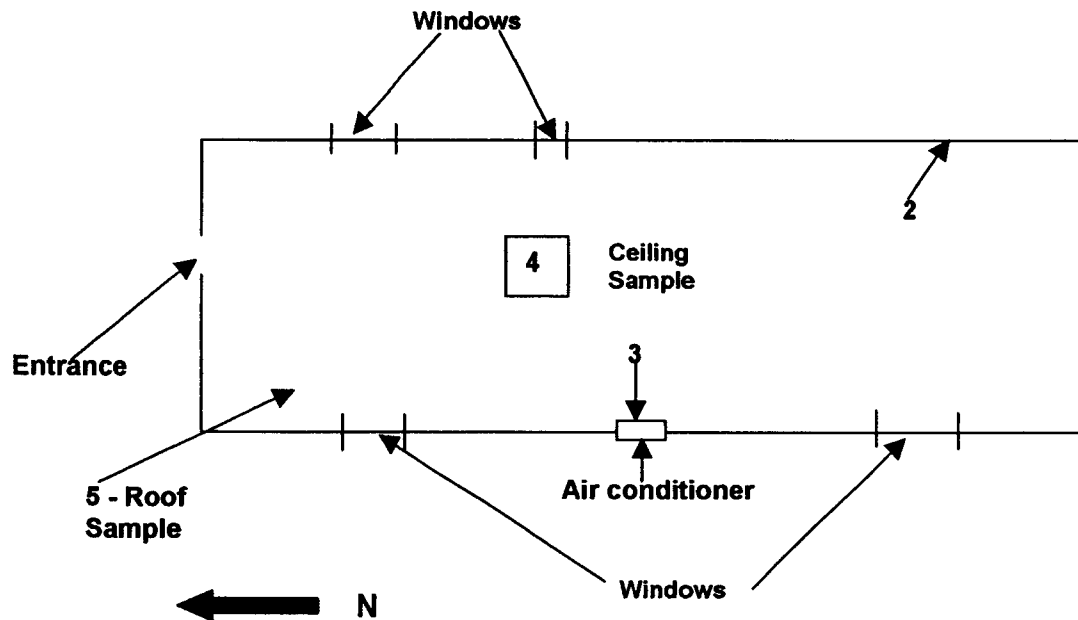 Windows
2
4
Ceiling
Sample
3
Entrance
5 - Roof
Sample
Air conditioner
Windows
N